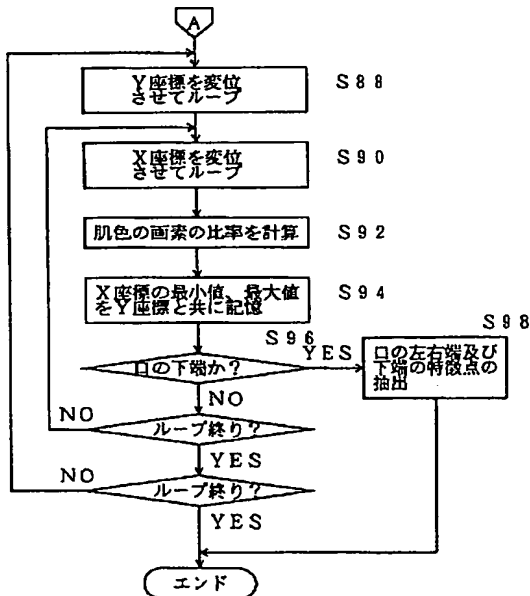 A
Y座標を変位
させてループ
S88
X座標を変位
させてループ
S90
肌色の画素の比率を計算
S92
X座標の最小値、最大値
をY座標と共に記憶
S94
S96
口の下端か?
YES
S98
口の左右端及び
下端の特徴点の
抽出
NO
NO
ループ終り?
YES
NO
ループ終り?
YES
エンド